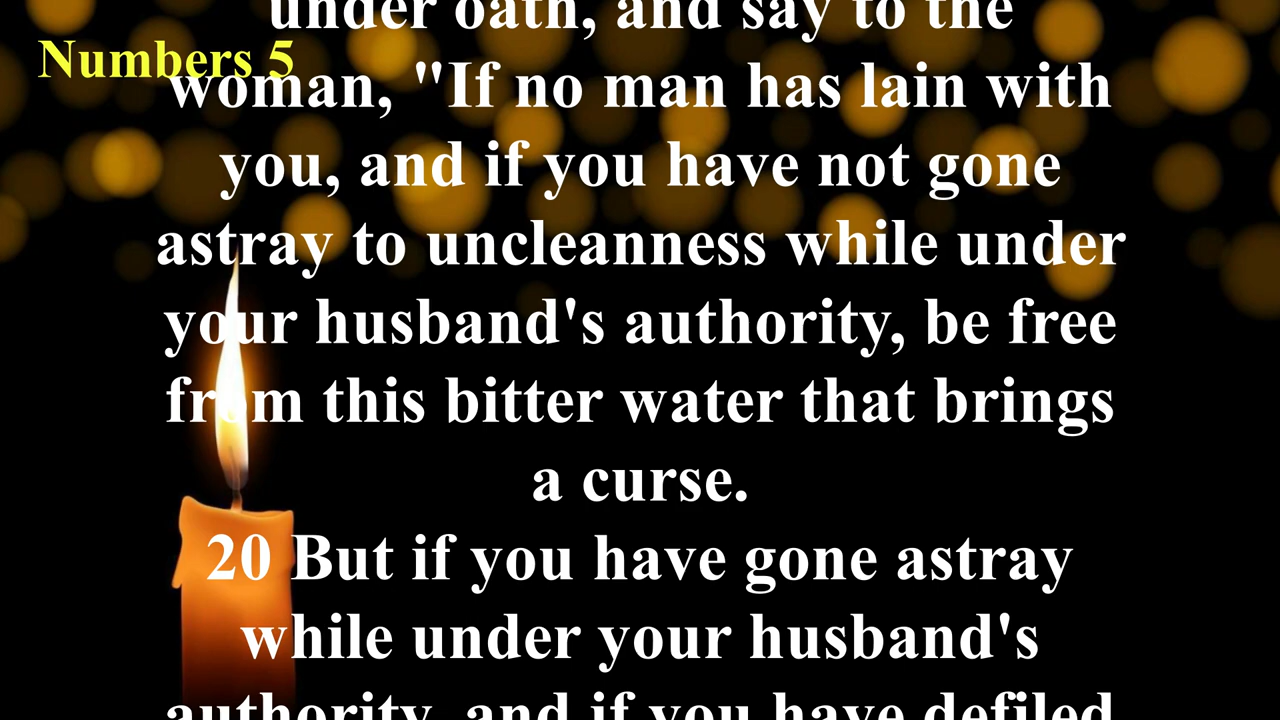 under oath, and say to the
Numbers 5
woman, "If no man has lain with
you, and if you have not gone
astray to uncleanness while under
your husband's authority, be free
from this bitter water that brings
a curse.
20 But if you have gone astray
while under your husband's
authority, and if you have defiled